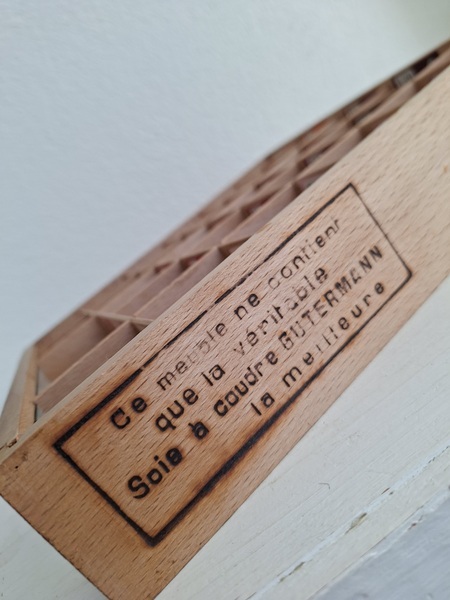 Ce meuble ne contient
que la véritable
Soie à coudre GUTERMANN
la meilleure